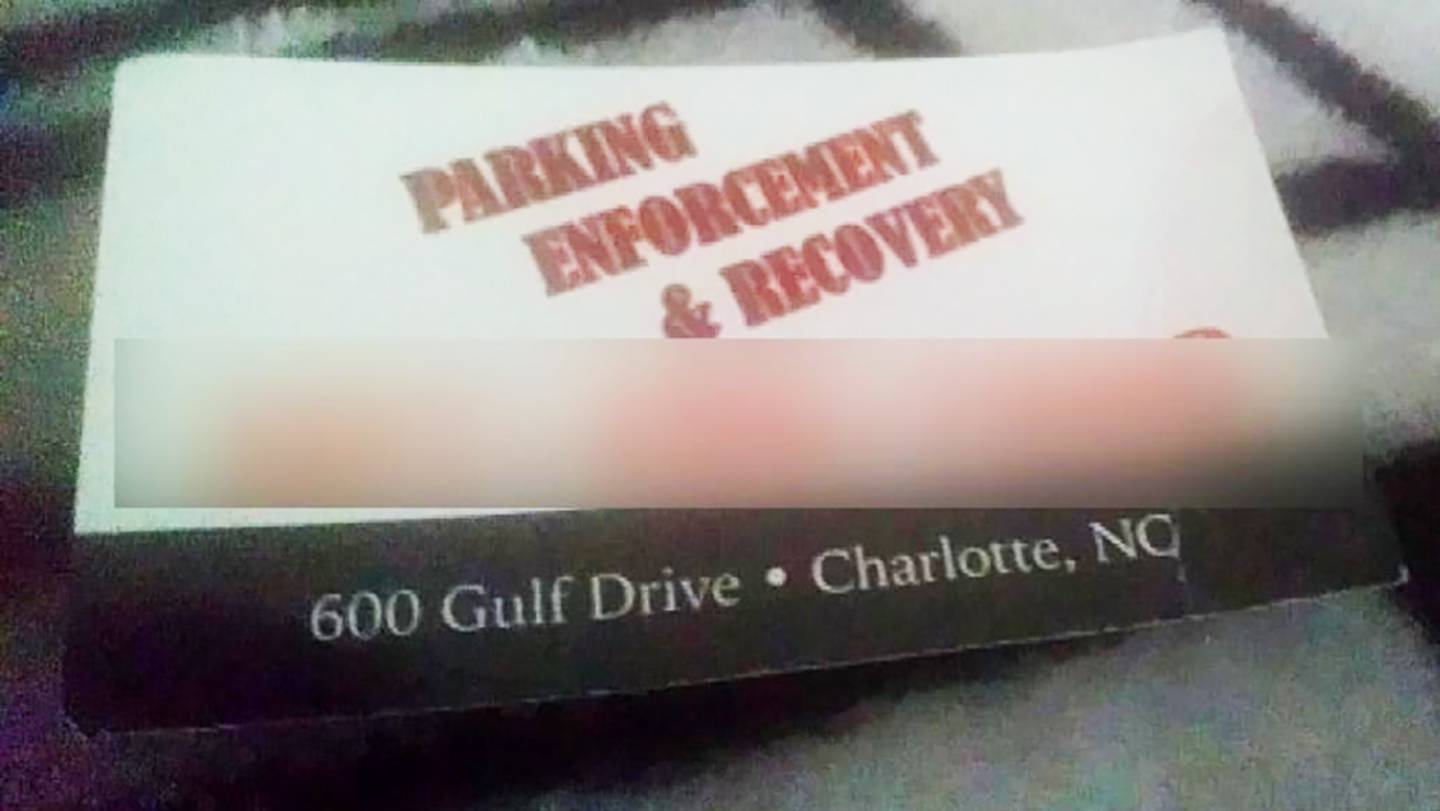 PARKING
ENFORCEMENT
& RECOVERY
600 Gulf Drive • Charlotte, NC